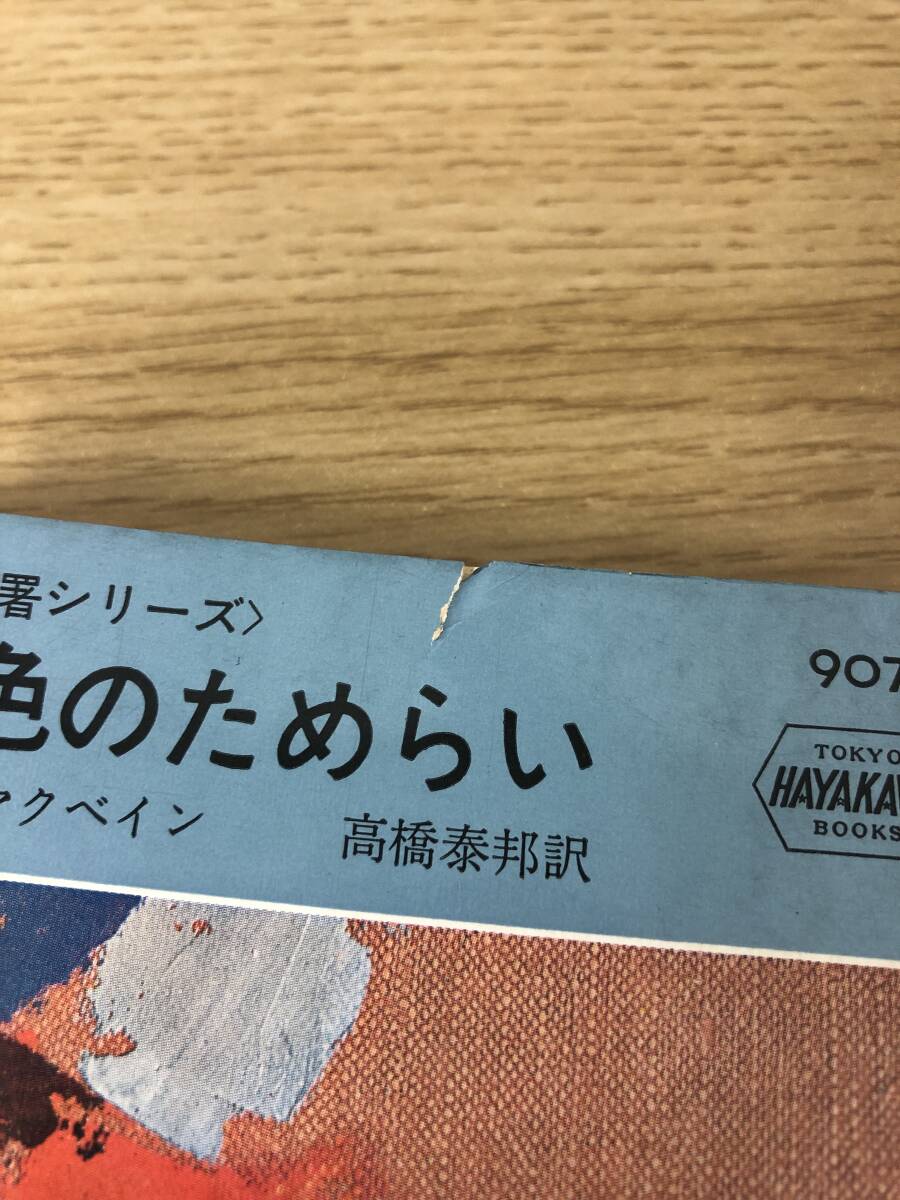 署シリーズ〉
色のためらい
マクベイン
高橋泰邦訳
907
TOKYO
HAYAKAW
BOOKS